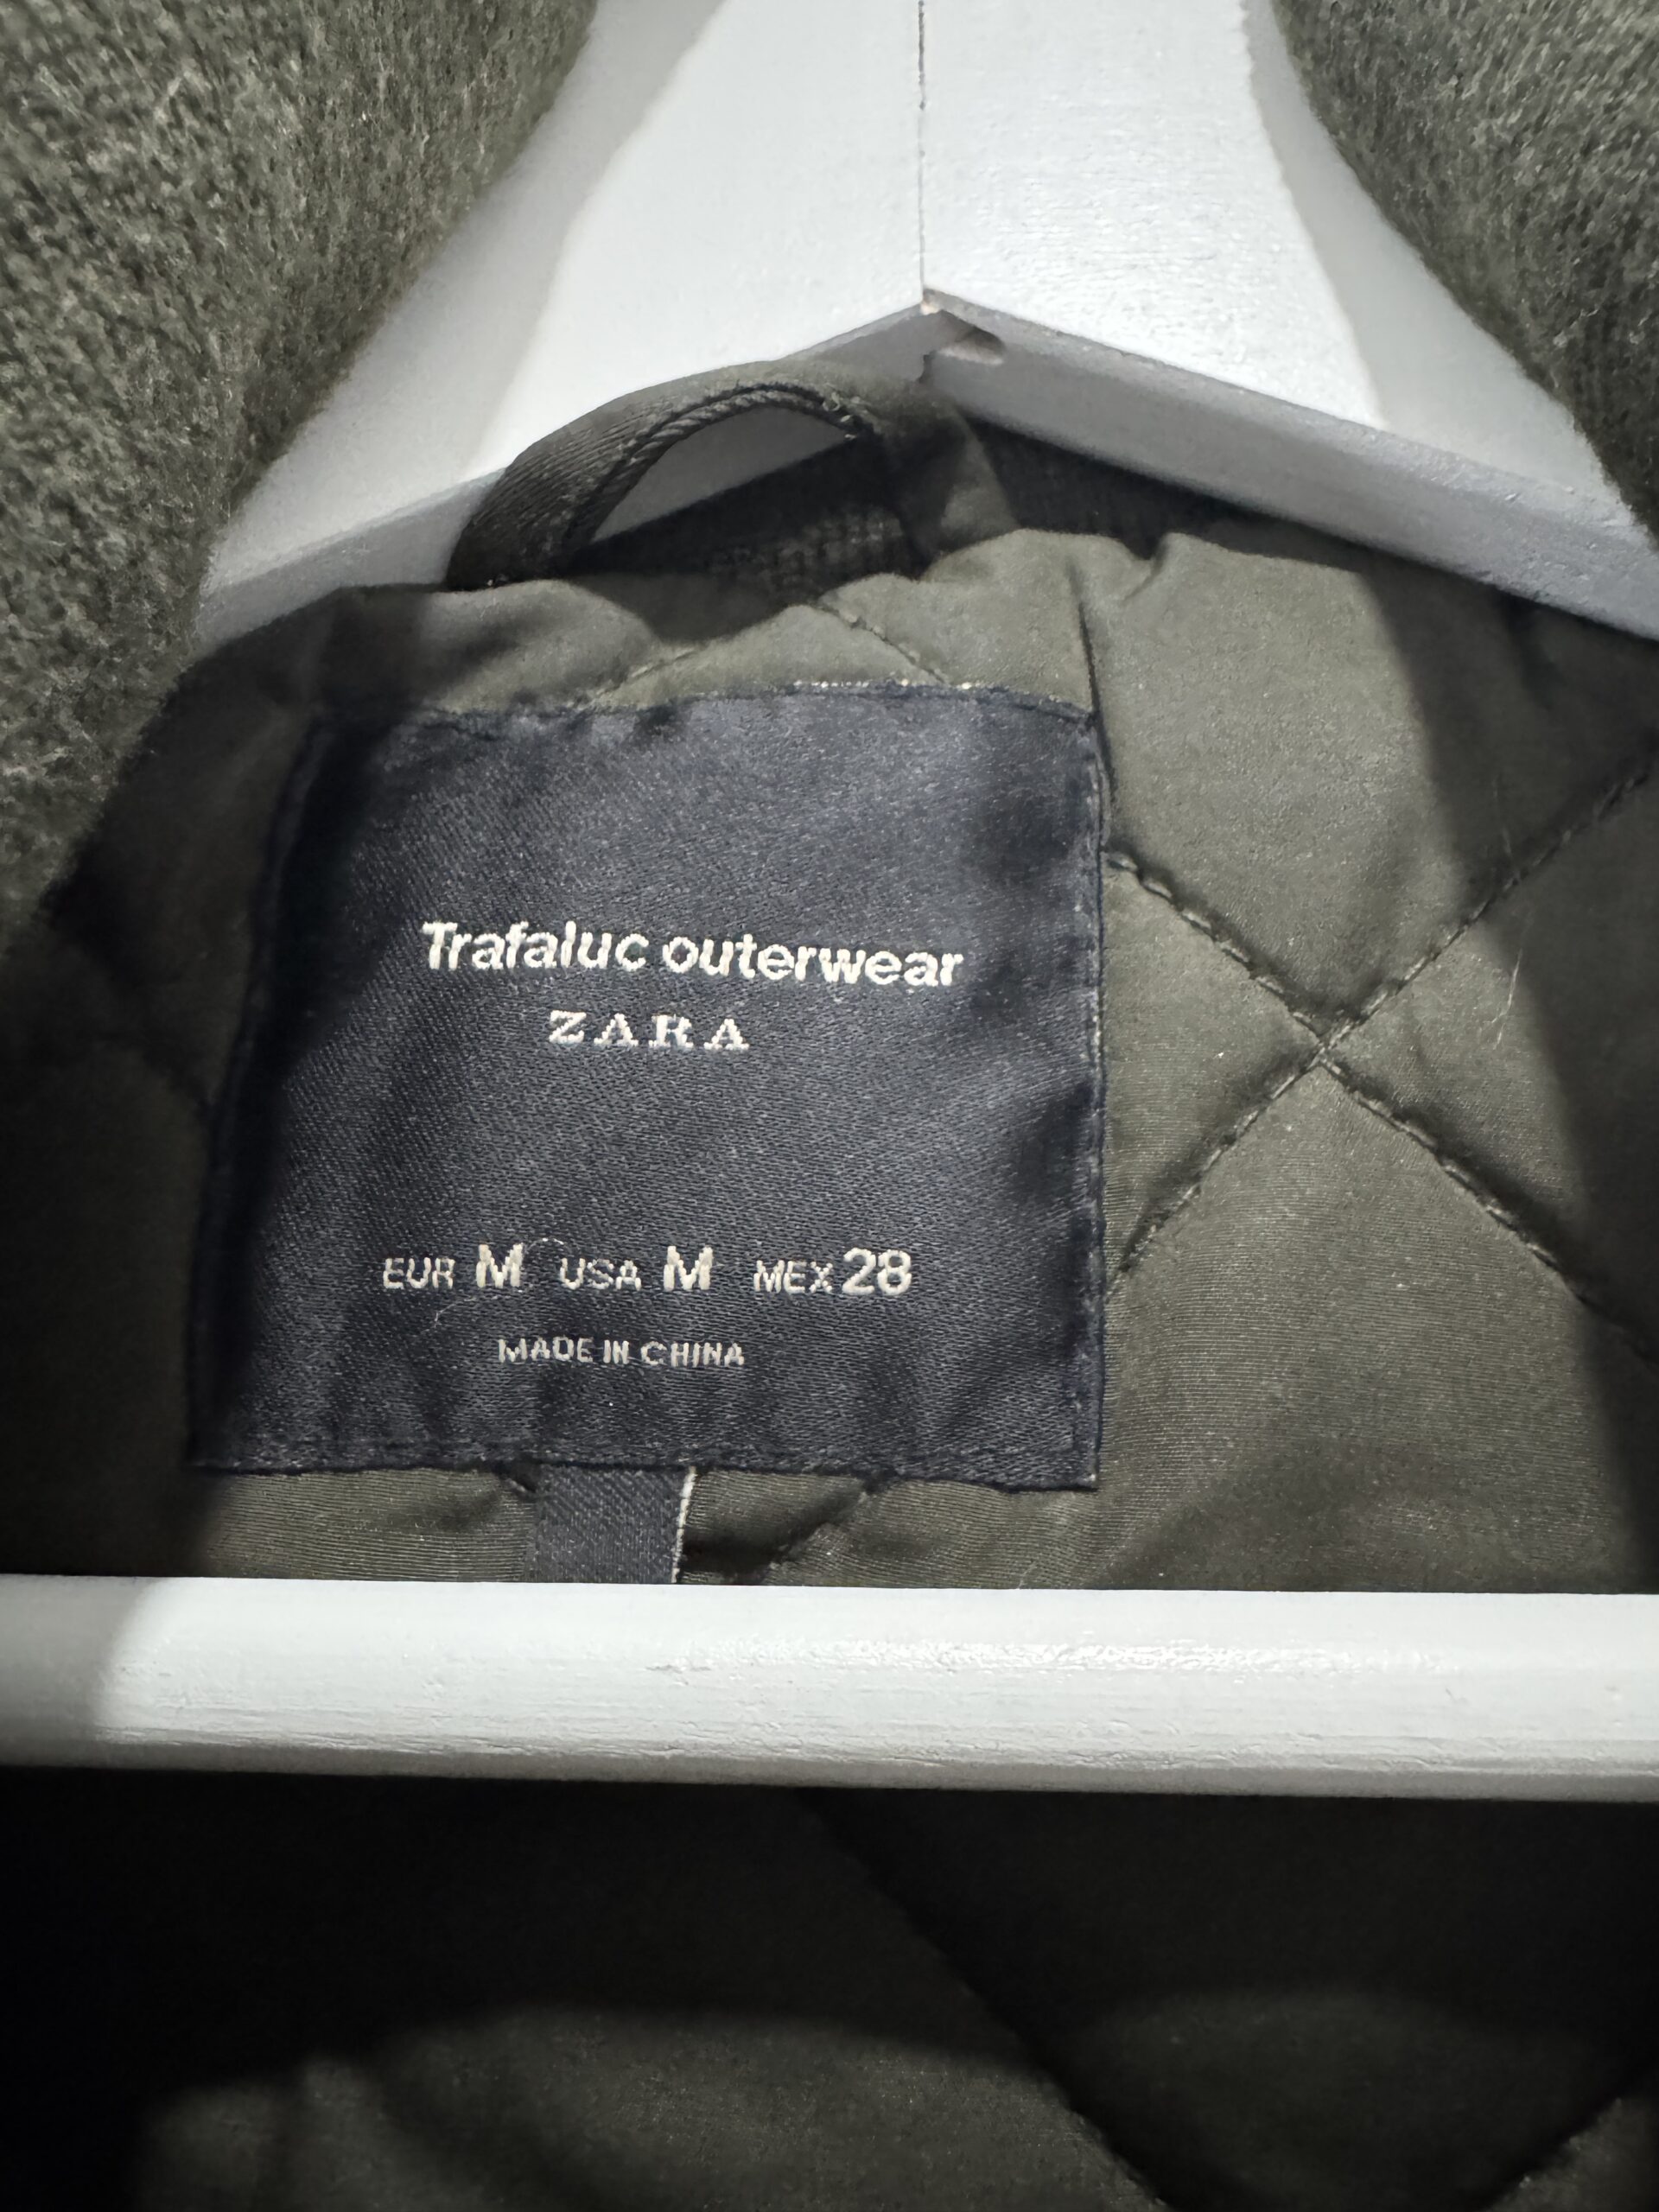 Trafaluc outerwear
ZARA
EUR M USA M MEX 28
MADE IN CHINA